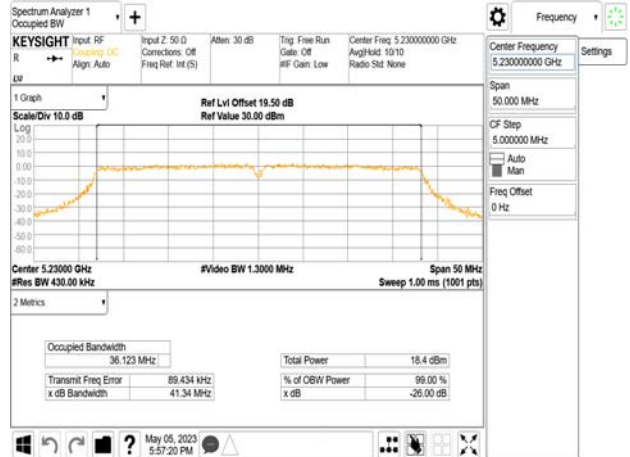 Spectrum Analyzer 1
Occupied BW
+
Frequency
KEYSIGHT
R
Input: RF
Coupling: DC
Align: Auto
Input Z: 50 Ω
Corrections: Off
Freq Ref: Int (S)
Atten: 30 dB
Trig: Free Run
Gate: Off
#IF Gain: Low
Center Freq: 5.230000000 GHz
Avg|Hold: 10/10
Radio Std: None
Center Frequency
5.230000000 GHz
Settings
Span
50.000 MHz
CF Step
5.000000 MHz
Auto
Man
Freq Offset
0 Hz
1 Graph
Scale/Div 10.0 dB
Ref Lvl Offset 19.50 dB
Ref Value 30.00 dBm
Log
20.0
10.0
0.00
-10.0
-20.0
-30.0
-40.0
-50.0
-60.0
Center 5.23000 GHz
#Res BW 430.00 kHz
#Video BW 1.3000 MHz
Span 50 MHz
Sweep 1.00 ms (1001 pts)
2 Metrics
Occupied Bandwidth
36.123 MHz
Total Power 18.4 dBm
Transmit Freq Error 89.434 kHz
% of OBW Power 99.00 %
x dB Bandwidth 41.34 MHz
x dB -26.00 dB
?
May 05, 2023
5:57:20 PM